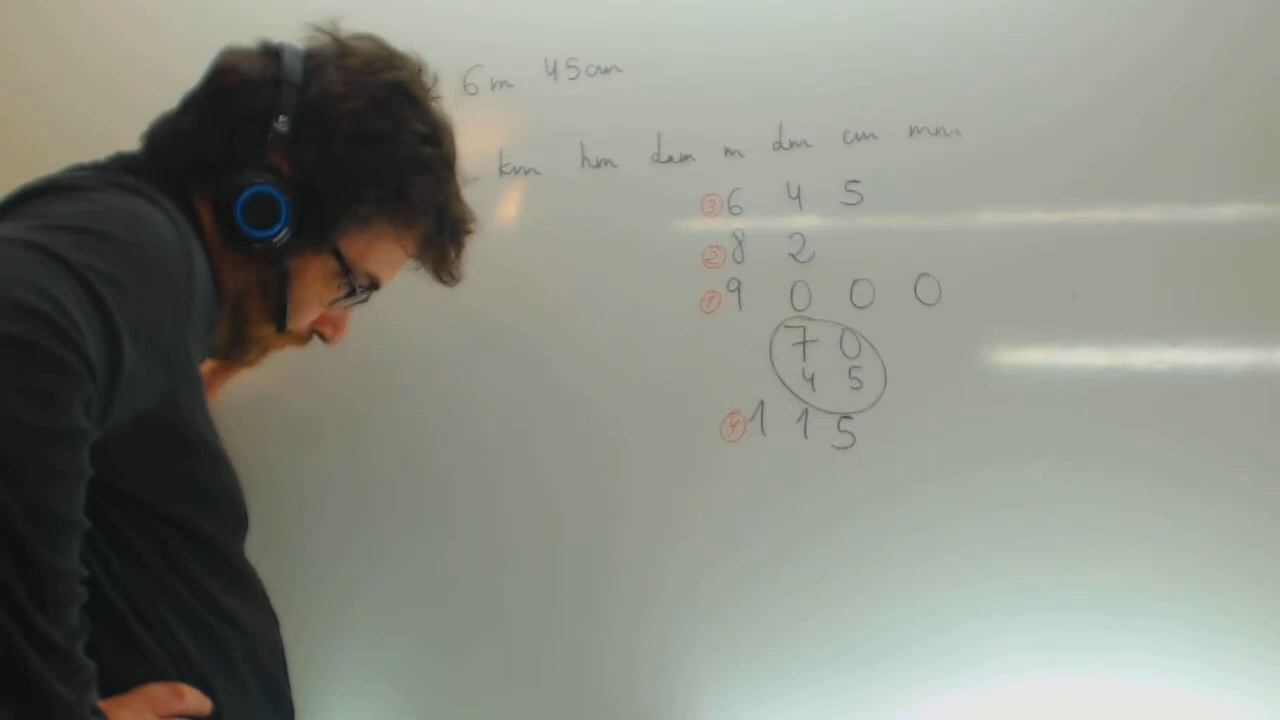 6m 45cm
km hm dam m dm cm mm
③ 6 4 5
② 8 2
① 9 0 0 0
7 0
4 5
④ 1 1 5